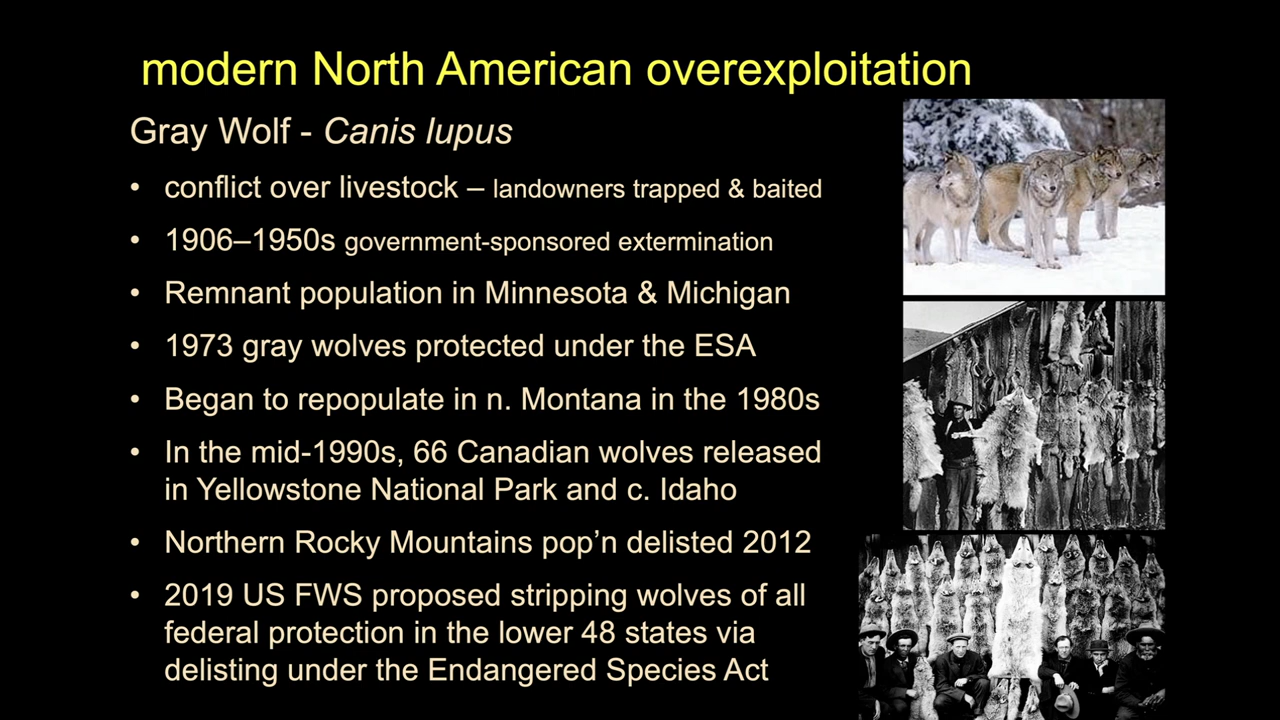 modern North American overexploitation
Gray Wolf - Canis lupus
• conflict over livestock – landowners trapped & baited
• 1906–1950s government-sponsored extermination
• Remnant population in Minnesota & Michigan
• 1973 gray wolves protected under the ESA
• Began to repopulate in n. Montana in the 1980s
• In the mid-1990s, 66 Canadian wolves released
in Yellowstone National Park and c. Idaho
• Northern Rocky Mountains pop’n delisted 2012
• 2019 US FWS proposed stripping wolves of all
federal protection in the lower 48 states via
delisting under the Endangered Species Act